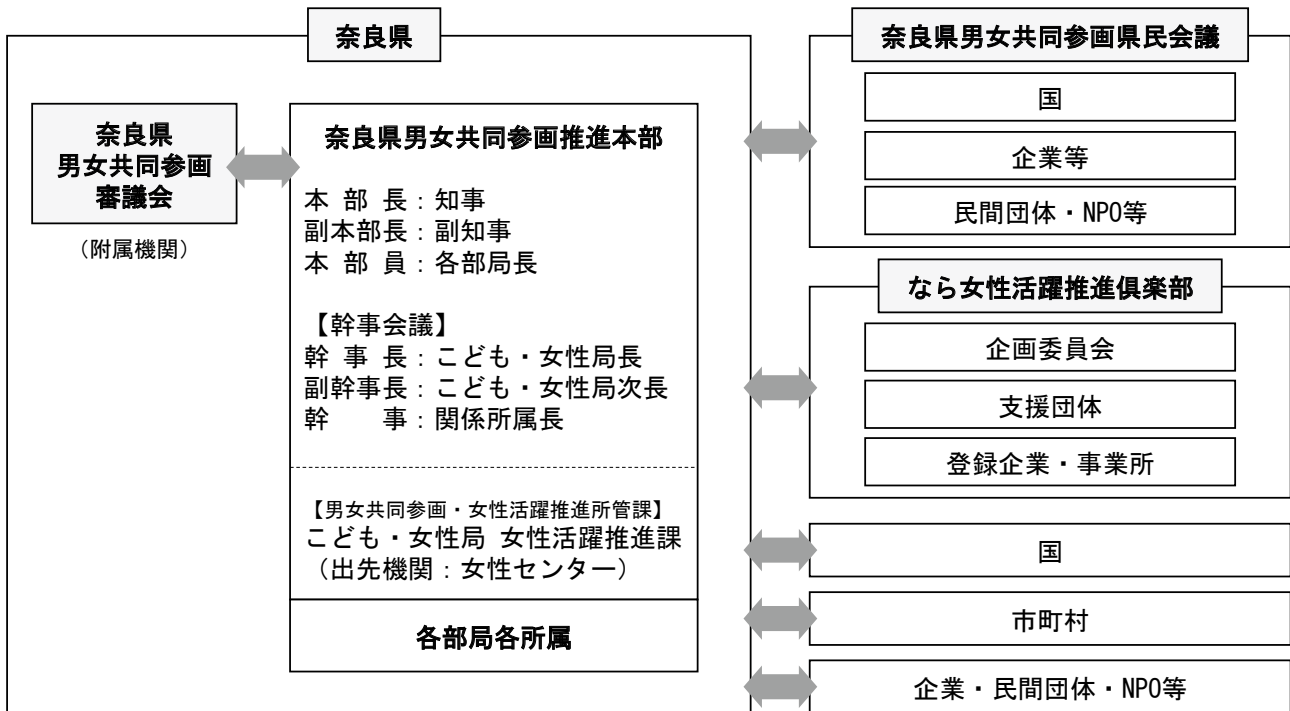 奈良県
奈良県
男女共同参画
審議会
（附属機関）
奈良県男女共同参画推進本部
本 部 長：知事
副本部長：副知事
本 部 員：各部局長
【幹事会議】
幹 事 長：こども・女性局長
副幹事長：こども・女性局次長
幹　　事：関係所属長
【男女共同参画・女性活躍推進所管課】
こども・女性局 女性活躍推進課
（出先機関：女性センター）
各部局各所属
奈良県男女共同参画県民会議
国
企業等
民間団体・NPO等
なら女性活躍推進倶楽部
企画委員会
支援団体
登録企業・事業所
国
市町村
企業・民間団体・NPO等